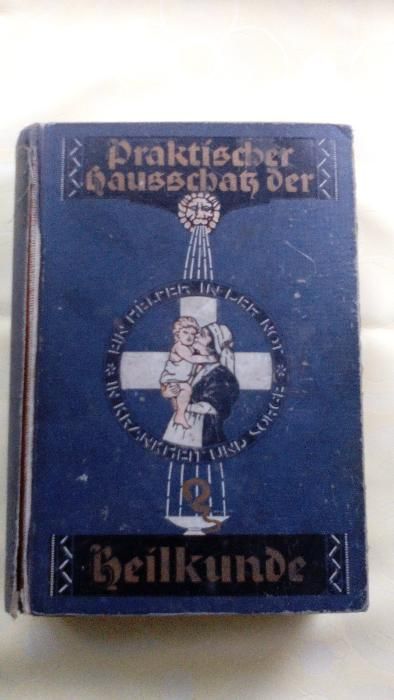 Praktischer
Hausschatz der
EIN HELFER IN DER NOT
* IN KRANKHEIT UND SORGE *
Heilkunde